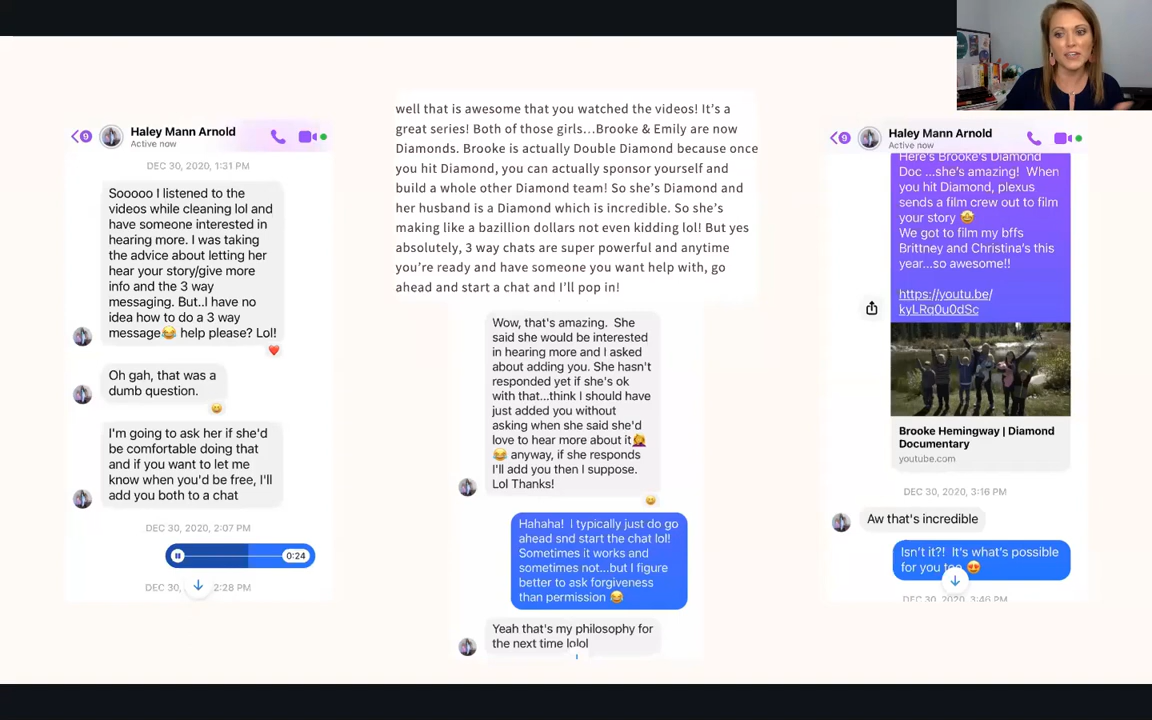 9
Haley Mann Arnold
Active now
DEC 30, 2020, 1:31 PM
Sooooo I listened to the
videos while cleaning lol and
have someone interested in
hearing more. I was taking
the advice about letting her
hear your story/give more
info and the 3 way
messaging. But..I have no
idea how to do a 3 way
message😂 help please? Lol!
Oh gah, that was a
dumb question.
I'm going to ask her if she'd
be comfortable doing that
and if you want to let me
know when you'd be free, I'll
add you both to a chat
DEC 30, 2020, 2:07 PM
0:24
DEC 30, 2:28 PM
well that is awesome that you watched the videos! It's a
great series! Both of those girls...Brooke & Emily are now
Diamonds. Brooke is actually Double Diamond because once
you hit Diamond, you can actually sponsor yourself and
build a whole other Diamond team! So she's Diamond and
her husband is a Diamond which is incredible. So she's
making like a bazillion dollars not even kidding lol! But yes
absolutely, 3 way chats are super powerful and anytime
you're ready and have someone you want help with, go
ahead and start a chat and I'll pop in!
Wow, that's amazing. She
said she would be interested
in hearing more and I asked
about adding you. She hasn't
responded yet if she's ok
with that...think I should have
just added you without
asking when she said she'd
love to hear more about it🤦‍♀️
😂 anyway, if she responds
I'll add you then I suppose.
Lol Thanks!
Hahaha! I typically just do go
ahead snd start the chat lol!
Sometimes it works and
sometimes not...but I figure
better to ask forgiveness
than permission 😂
Yeah that's my philosophy for
the next time lolol
9
Haley Mann Arnold
Active now
Here's Brooke's Diamond
Doc ...she's amazing! When
you hit Diamond, plexus
sends a film crew out to film
your story 🤩
We got to film my bffs
Brittney and Christina's this
year...so awesome!!
https://youtu.be/
kyLRq0u0dSc
Brooke Hemingway | Diamond
Documentary
youtube.com
DEC 30, 2020, 3:16 PM
Aw that's incredible
Isn't it?! It's what's possible
for you too 😍
DEC 30, 2020, 3:46 PM